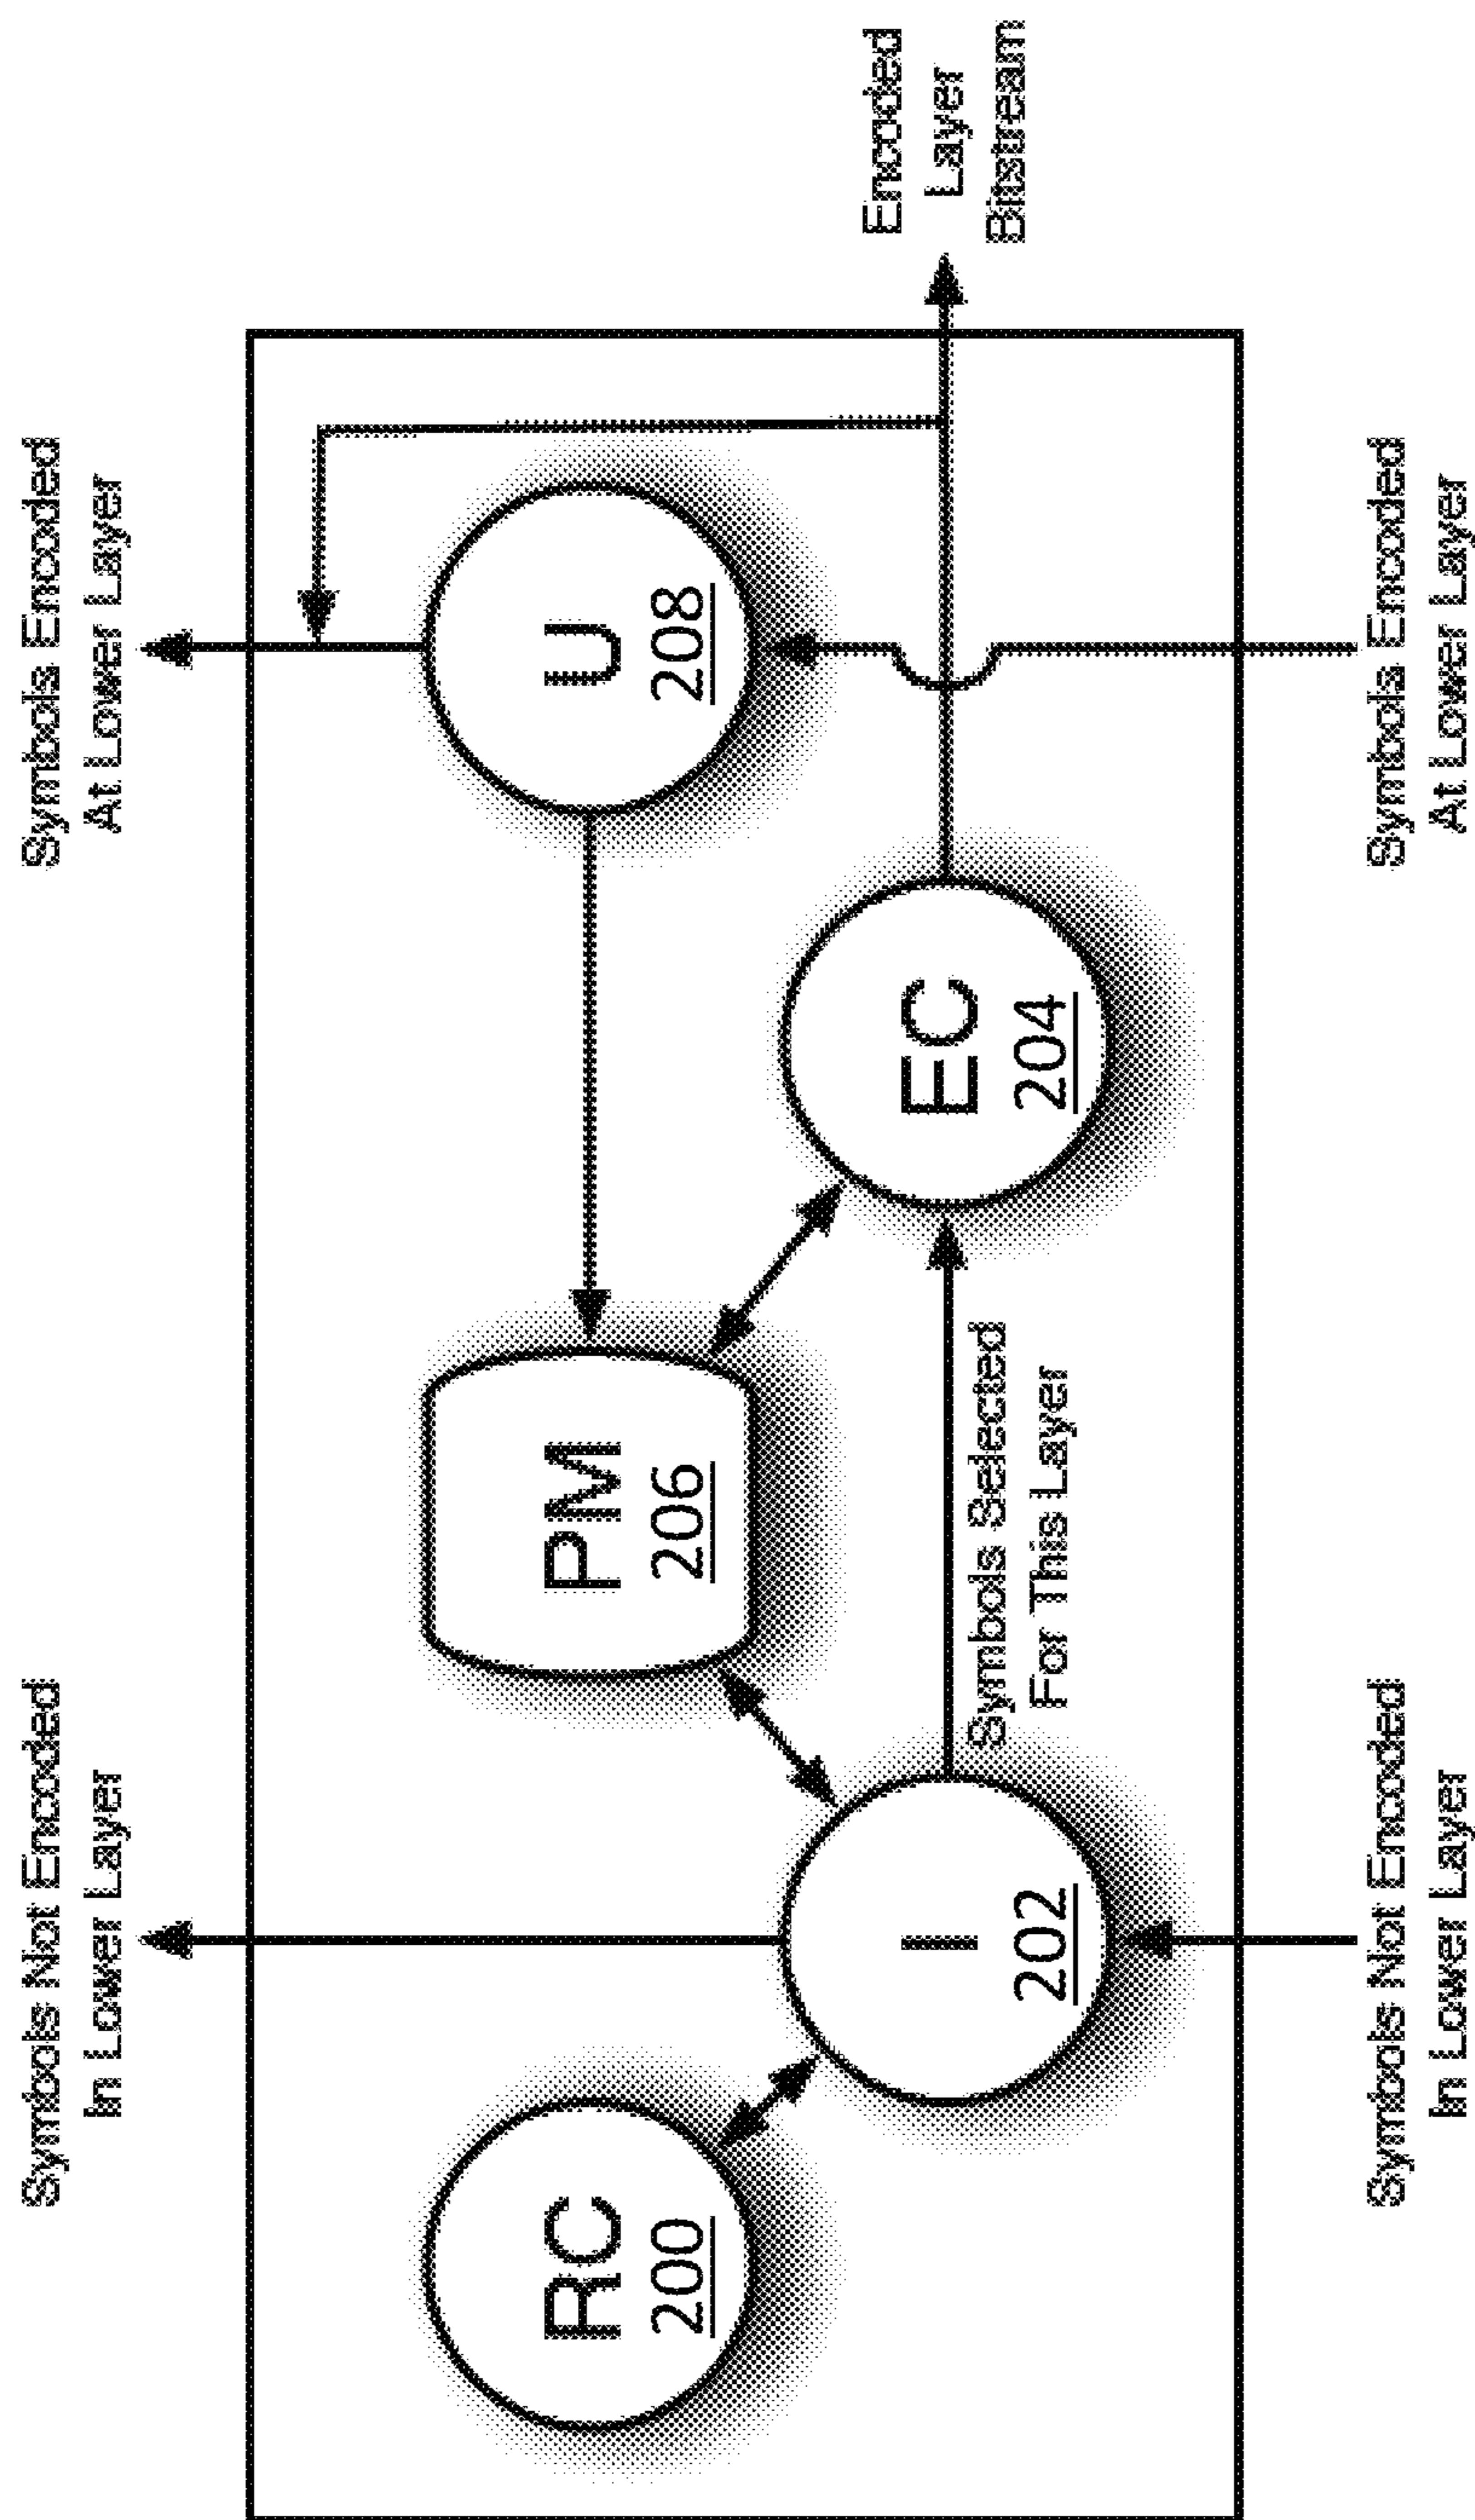 Symbols Not Encoded
In Lower Layer
Symbols Encoded
At Lower Layer
RC
200
PM
206
U
208
I
202
EC
204
Symbols Selected
For This Layer
Encoded
Layer
Bitstream
Symbols Not Encoded
In Lower Layer
Symbols Encoded
At Lower Layer